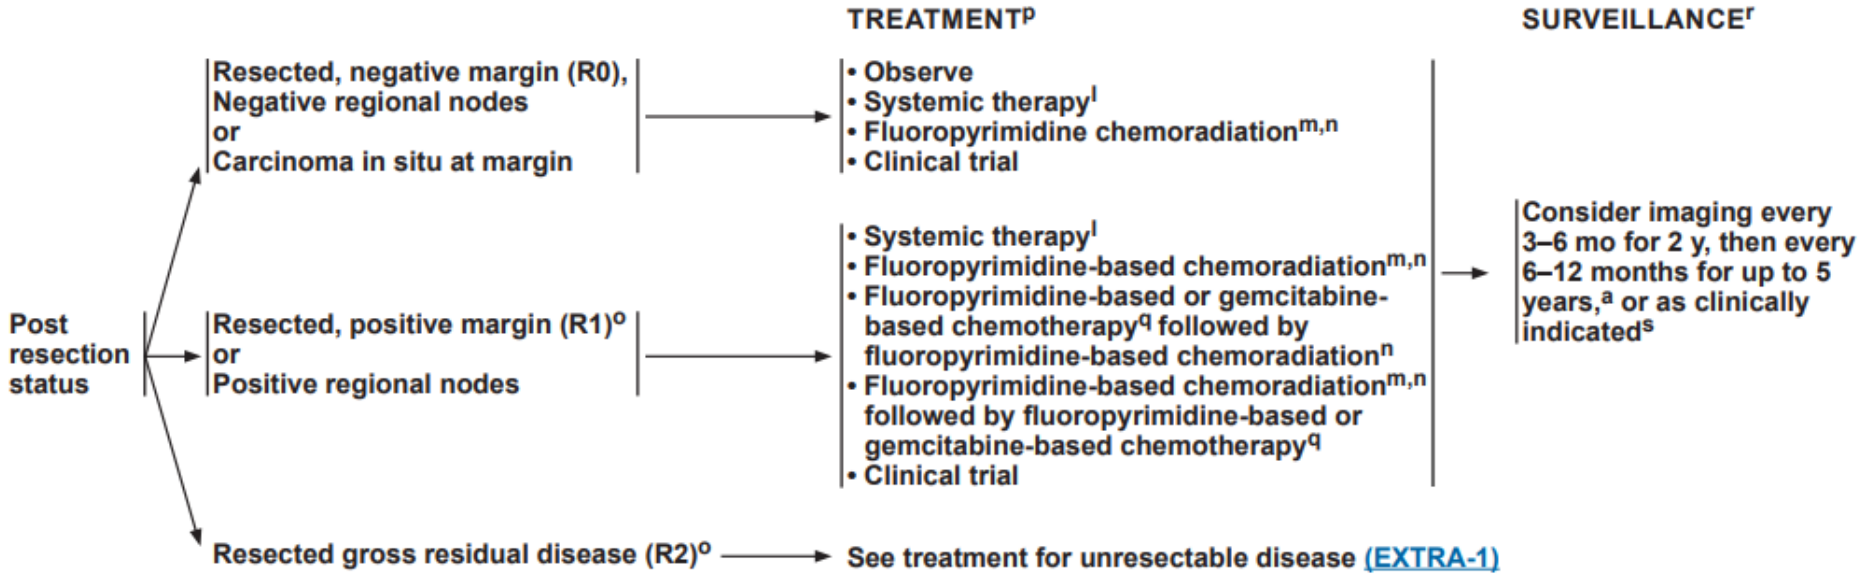 TREATMENTᵖ
SURVEILLANCEʳ
Resected, negative margin (R0),
Negative regional nodes
or
Carcinoma in situ at margin
• Observe
• Systemic therapyˡ
• Fluoropyrimidine chemoradiationᵐ,ⁿ
• Clinical trial
Post
resection
status
Resected, positive margin (R1)ᵒ
or
Positive regional nodes
• Systemic therapyˡ
• Fluoropyrimidine-based chemoradiationᵐ,ⁿ
• Fluoropyrimidine-based or gemcitabine-
based chemotherapy^q followed by
fluoropyrimidine-based chemoradiationⁿ
• Fluoropyrimidine-based chemoradiationᵐ,ⁿ
followed by fluoropyrimidine-based or
gemcitabine-based chemotherapy^q
• Clinical trial
Consider imaging every
3–6 mo for 2 y, then every
6–12 months for up to 5
years,ᵃ or as clinically
indicatedˢ
Resected gross residual disease (R2)ᵒ
See treatment for unresectable disease (EXTRA-1)